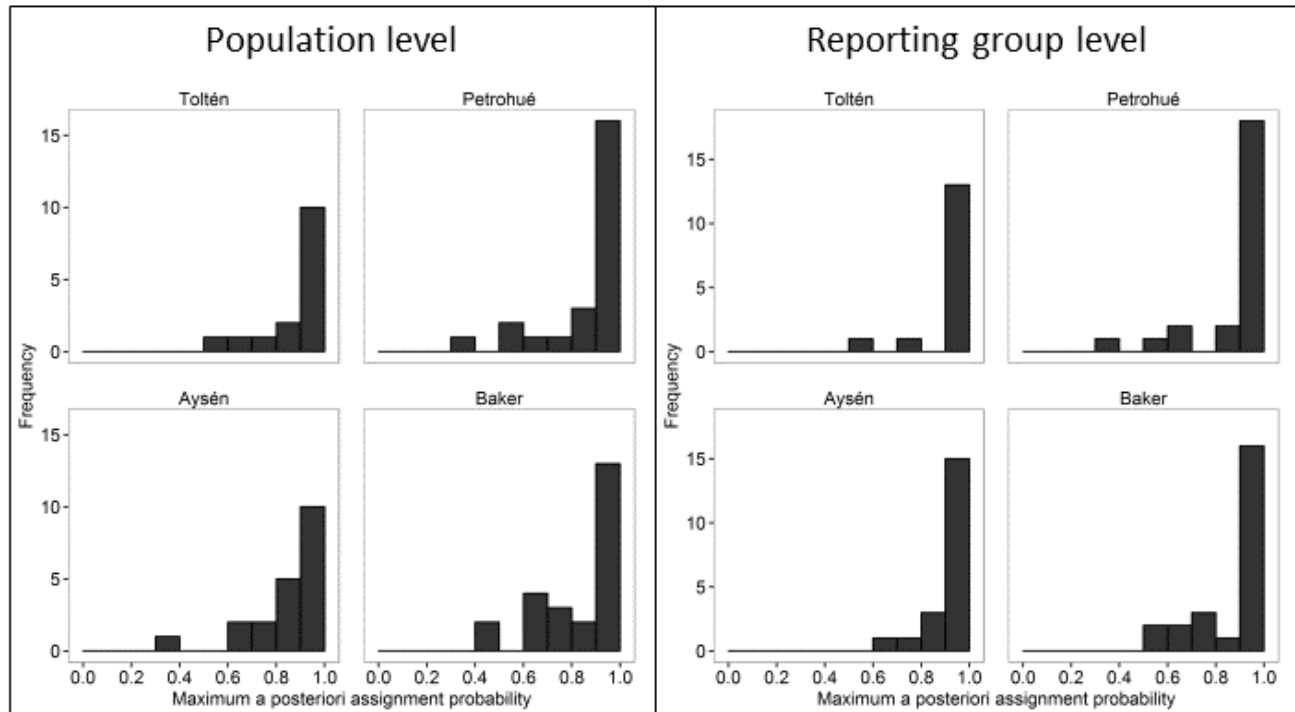 Population level
Toltén
Petrohué
15
10
5
0
Aysén
Baker
15
10
5
0
Frequency
0.0 0.2 0.4 0.6 0.8 1.0
0.0 0.2 0.4 0.6 0.8 1.0
Maximum a posteriori assignment probability
Reporting group level
Toltén
Petrohué
15
10
5
0
Aysén
Baker
15
10
5
0
Frequency
0.0 0.2 0.4 0.6 0.8 1.0
0.0 0.2 0.4 0.6 0.8 1.0
Maximum a posteriori assignment probability